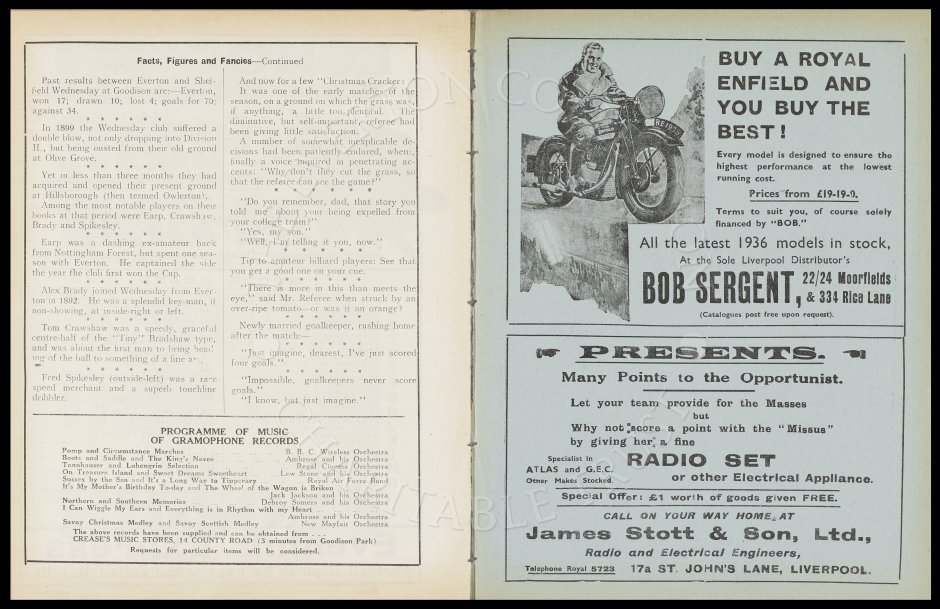 Facts, Figures and Fancies—Continued
Past results between Everton and Shef-
field Wednesday at Goodison are:—Everton,
won 17; drawn 10; lost 4; goals for 79;
against 34.
* * * * * *
In 1899 the Wednesday club suffered a
double blow, not only dropping into Division
II., but being ousted from their old ground
at Olive Grove.
* * * * * *
Yet in less than three months they had
acquired and opened their present ground
at Hillsborough (then termed Owlerton).
Among the most notable players on their
books at that period were Earp, Crawshaw,
Brady and Spikesley.
* * * * * *
Earp was a dashing ex-amateur back
from Nottingham Forest, but spent one sea-
son with Everton. He captained the side
the year the club first won the Cup.
* * * * * *
Alex Brady joined Wednesday from Ever-
ton in 1892. He was a splendid key-man, if
non-showing, at inside-right or left.
* * * * * *
Tom Crawshaw was a speedy, graceful
centre-half of the "Tiny" Bradshaw type,
and was about the first man to bring head-
ing of the ball to something of a fine art.
* * * * * *
Fred Spikesley (outside-left) was a rare
speed merchant and a superb touchline
dribbler.
And now for a few "Christmas Crackers
It was one of the early matches of the
season, on a ground on which the grass was,
if anything, a little too plentiful. The
diminutive, but self-important, referee had
been giving little satisfaction.
A number of somewhat inexplicable de-
cisions had been patiently endured, when
finally a voice inquired in penetrating ac-
cents: "Why don't they cut the grass, so
that the referee can see the game?"
* * * * * *
"Do you remember, dad, that story you
told me about your being expelled from
your college team?"
"Yes, my son."
"Well, I'm telling it you, now."
* * * * * *
Tip to amateur billiard players: See that
you get a good one on your cue.
* * * * * *
"There is more in this than meets the
eye," said Mr. Referee when struck by an
over-ripe tomato—or was it an orange?
* * * * * *
Newly married goalkeeper, rushing home
after the match:—
* * * * * *
"Just imagine, dearest, I've just scored
four goals."
* * * * * *
"Impossible, goalkeepers never score
goals."
"I know, but just imagine."
PROGRAMME OF MUSIC
OF GRAMOPHONE RECORDS
Pomp and Circumstance Marches ... B. B. C Wireless Orchestra
Boots and Saddle and The King's Navee ... Ambrose and his Orchestra
Tannhauser and Lohengrin Selection ... Regal Cinema Orchestra
On Treasure Island and Sweet Dreams Sweetheart ... Lew Stone and his Orchestra
Sussex by the Sea and It's a Long Way to Tipperary ... Royal Air Force Band
It's My Mother's Birthday To-day and The Wheel of the Wagon is Broken
Jack Jackson and his Orchestra
Northern and Southern Memories ... Debroy Somers and his Orchestra
I Can Wiggle My Ears and Everything is in Rhythm with my Heart
Ambrose and his Orchestra
Savoy Christmas Medley and Savoy Scottish Medley ... New Mayfair Orchestra
The above records have been supplied and can be obtained from . . .
CREASE'S MUSIC STORES, 14 COUNTY ROAD (3 minutes from Goodison Park)
Requests for particular items will be considered.
BUY A ROYAL
ENFIELD AND
YOU BUY THE
BEST!
Every model is designed to ensure the
highest performance at the lowest
running cost.
Prices from £19-19-0.
Terms to suit you, of course solely
financed by "BOB."
All the latest 1936 models in stock,
At the Sole Liverpool Distributor's
BOB SERGENT, 22/24 Moorfields
& 334 Rice Lane
(Catalogues post free upon request).
PRESENTS.
Many Points to the Opportunist.
Let your team provide for the Masses
but
Why not score a point with the "Missus"
by giving her a fine
Specialist in
ATLAS and G.E.C.
Other Makes Stocked.
RADIO SET
or other Electrical Appliance.
Special Offer: £1 worth of goods given FREE.
CALL ON YOUR WAY HOME AT
James Stott & Son, Ltd.,
Radio and Electrical Engineers,
Telephone Royal 5723 17a ST. JOHN'S LANE, LIVERPOOL.